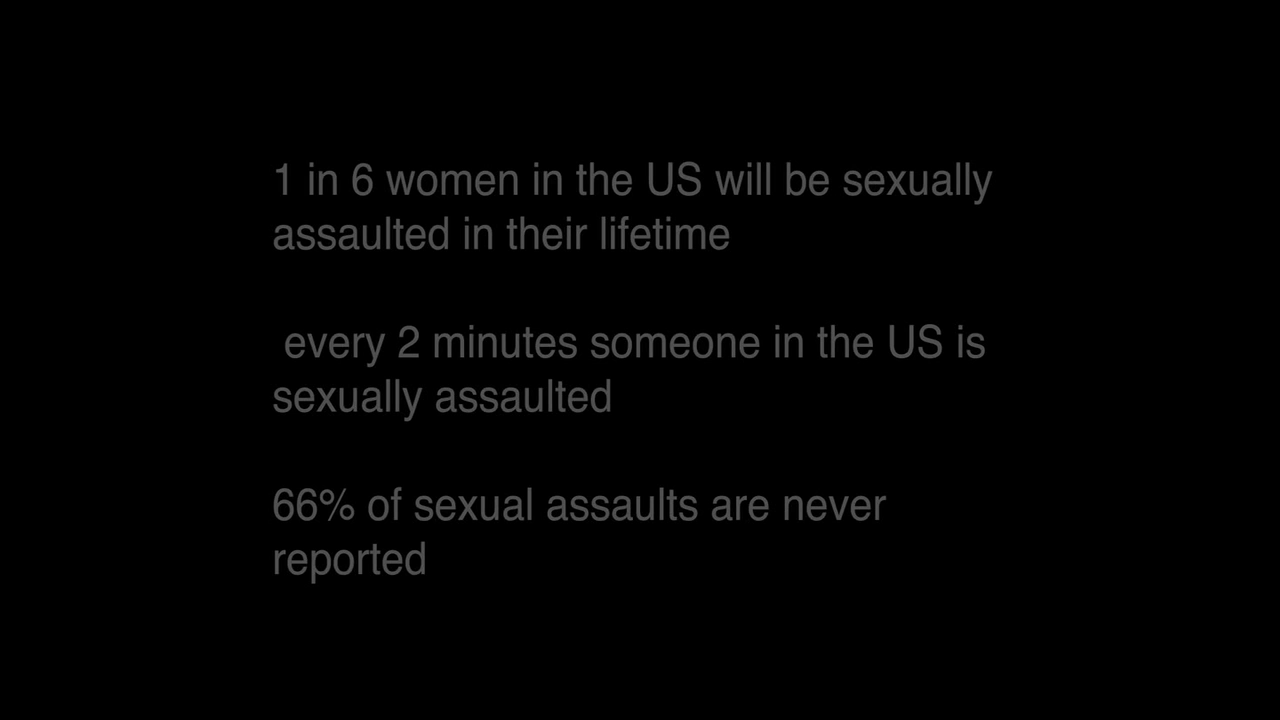 1 in 6 women in the US will be sexually
assaulted in their lifetime
every 2 minutes someone in the US is
sexually assaulted
66% of sexual assaults are never
reported